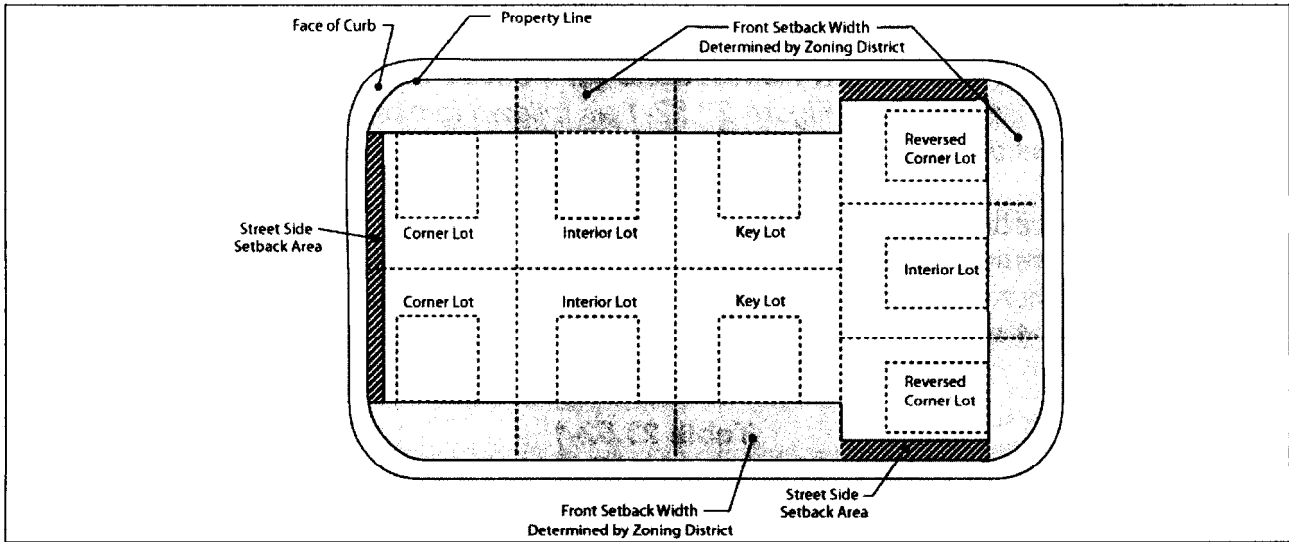 Face of Curb
Property Line
Front Setback Width
Determined by Zoning District
Reversed
Corner Lot
Street Side
Setback Area
Corner Lot
Interior Lot
Key Lot
Interior Lot
Corner Lot
Interior Lot
Key Lot
Reversed
Corner Lot
Front Setback Width
Determined by Zoning District
Street Side
Setback Area